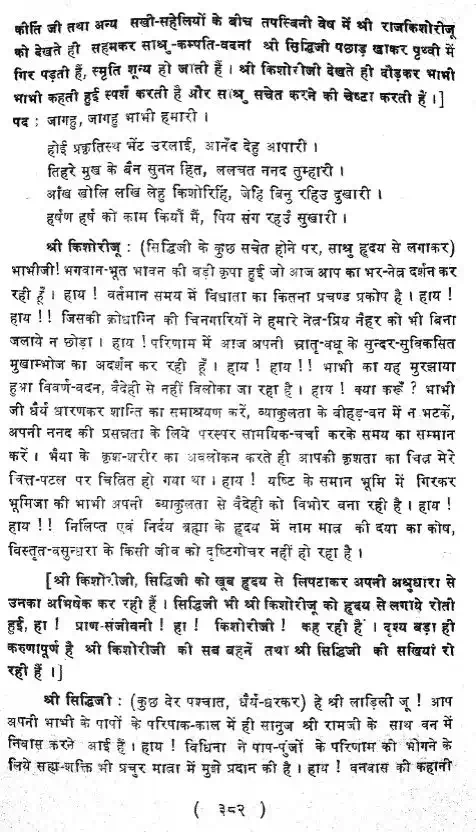 कीर्ति जी तथा अन्य सखी-सहेलियों के बीच तपस्विनी वेष में श्री राजकिशोरीजू
को देखते ही सहमकर साश्रु-कम्पति-वदनां श्री सिद्धिजी पछाड़ खाकर पृथ्वी में
गिर पड़ती हैं, स्मृति शून्य हो जाती हैं । श्री किशोरीजी देखते ही दौड़कर भाभी
भाभी कहती हुई स्पर्श करती है और साश्रु सचेत करने की चेष्टा करती हैं ।]
पद : जागहु, जागहु भाभी हमारी ।
होई प्रकृतिस्थ भेंट उरलाई, आनँद देहु आपारी ।
तिहरे मुख के बैन सुनन हित, ललचत ननद तुम्हारी ।
आँख खोलि लखि लेहु किशोरिहिं, जेहि बिनु रहिउ दुखारी ।
हर्षण हर्ष को काम कियौं मैं, पिय संग रहउँ सुखारी ।
श्री किशोरीजू : (सिद्धिजी के कुछ सचेत होने पर, साश्रु हृदय से लगाकर)
भाभीजी! भगवान-भूत भावन की बड़ी कृपा हुई जो आज आप का भर-नेत्र दर्शन कर
रही हूँ । हाय ! वर्तमान समय में विधाता का कितना प्रचण्ड प्रकोप है । हाय !
हाय !! जिसकी क्रोधाग्नि की चिनगारियों ने हमारे नेत्र-प्रिय नैहर को भी बिना
जलाये न छोड़ा । हाय ! परिणाम में आज अपनी भ्रातृ-वधू के सुन्दर-सुविकसित
मुखाम्भोज का अदर्शन कर रही हूँ । हाय ! हाय !! भाभी का यह मुरझाया
हुआ विवर्ण-वदन, वैदेही से नहीं विलोका जा रहा है । हाय ! क्या करूँ ? भाभी
जी धैर्य धारणकर शान्ति का समाश्रयण करें, व्याकुलता के बीहड़-वन में न भटकें,
अपनी ननद की प्रसन्नता के लिये परस्पर सामयिक-चर्चा करके समय का सम्मान
करें । भैया के कृश-शरीर का अवलोकन करते ही आपकी कृशता का चित्र मेरे
चित्त-पटल पर चित्रित हो गया था । हाय ! यष्टि के समान भूमि में गिरकर
भूमिजा की भाभी अपनी व्याकुलता से वैदेही को विभोर बना रही है । हाय !
हाय !! निर्लिप्त एवं निर्दय ब्रह्मा के हृदय में नाम मात्र की दया का कोष,
विस्तृत-वसुन्धरा के किसी जीव को दृष्टिगोचर नहीं हो रहा है ।
[श्री किशोरीजी, सिद्धिजी को खूब हृदय से लिपटाकर अपनी अश्रुधारा से
उनका अभिषेक कर रही हैं । सिद्धिजी भी श्री किशोरीजू को हृदय से लगाये रोती
हुई, हा ! प्राण-संजीवनी ! हा ! किशोरीजी ! कह रही है । दृश्य बड़ा ही
करुणापूर्ण है श्री किशोरीजी की सब बहनें तथा श्री सिद्धिजी की सखियां रो
रही हैं ।]
श्री सिद्धिजी : (कुछ देर पश्चात, धैर्य-धरकर) हे श्री लाड़िली जू ! आप
अपनी भाभी के पापों के परिपाक-काल में ही सानुज श्री रामजी के साथ वन में
निवास करने आई हैं । हाय ! विधिना ने पाप-पुंजों के परिणाम को भोगने के
लिये सह्य-शक्ति भी प्रचुर मात्रा में मुझे प्रदान की है । हाय ! वनवास की कहानी
( ३८२ )